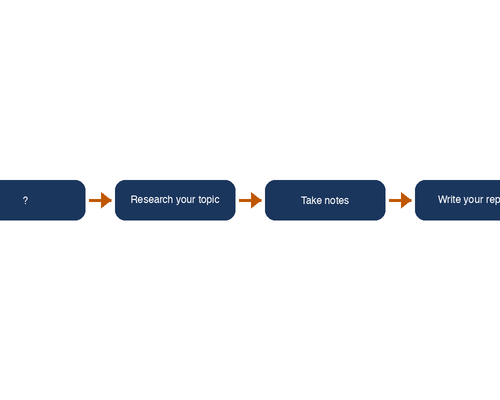 ?
Research your topic
Take notes
Write your rep